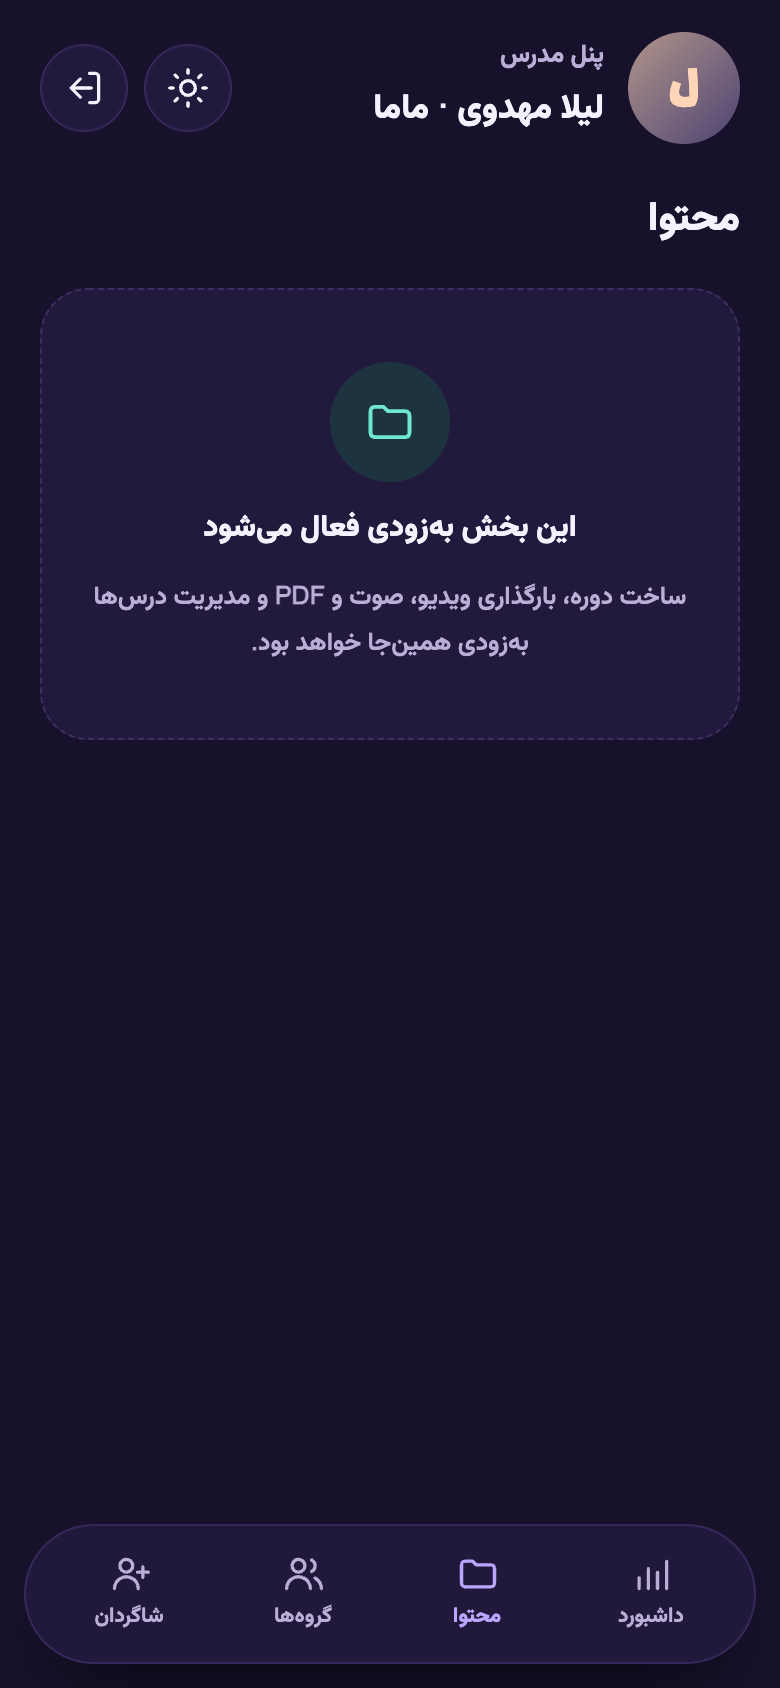 پنل مدرس
لیلا مهدوی · ماما
ل
محتوا
این بخش به‌زودی فعال می‌شود
ساخت دوره، بارگذاری ویدیو، صوت و PDF و مدیریت درس‌ها
به‌زودی همین‌جا خواهد بود.
داشبورد
محتوا
گروه‌ها
شاگردان